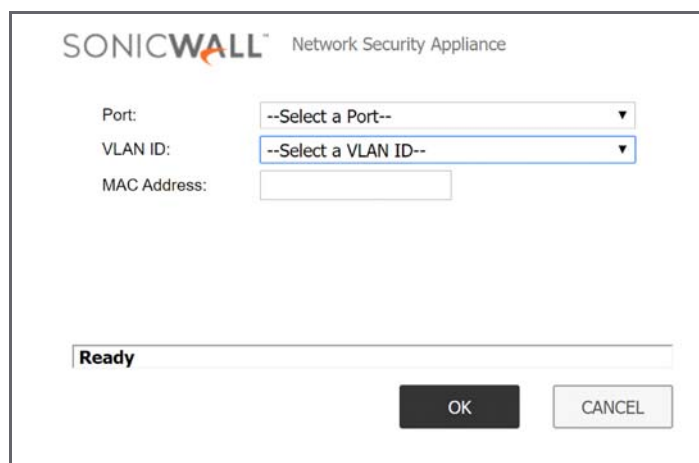 SONICWALL™ Network Security Appliance
Port: --Select a Port--
VLAN ID: --Select a VLAN ID--
MAC Address:
Ready
OK CANCEL